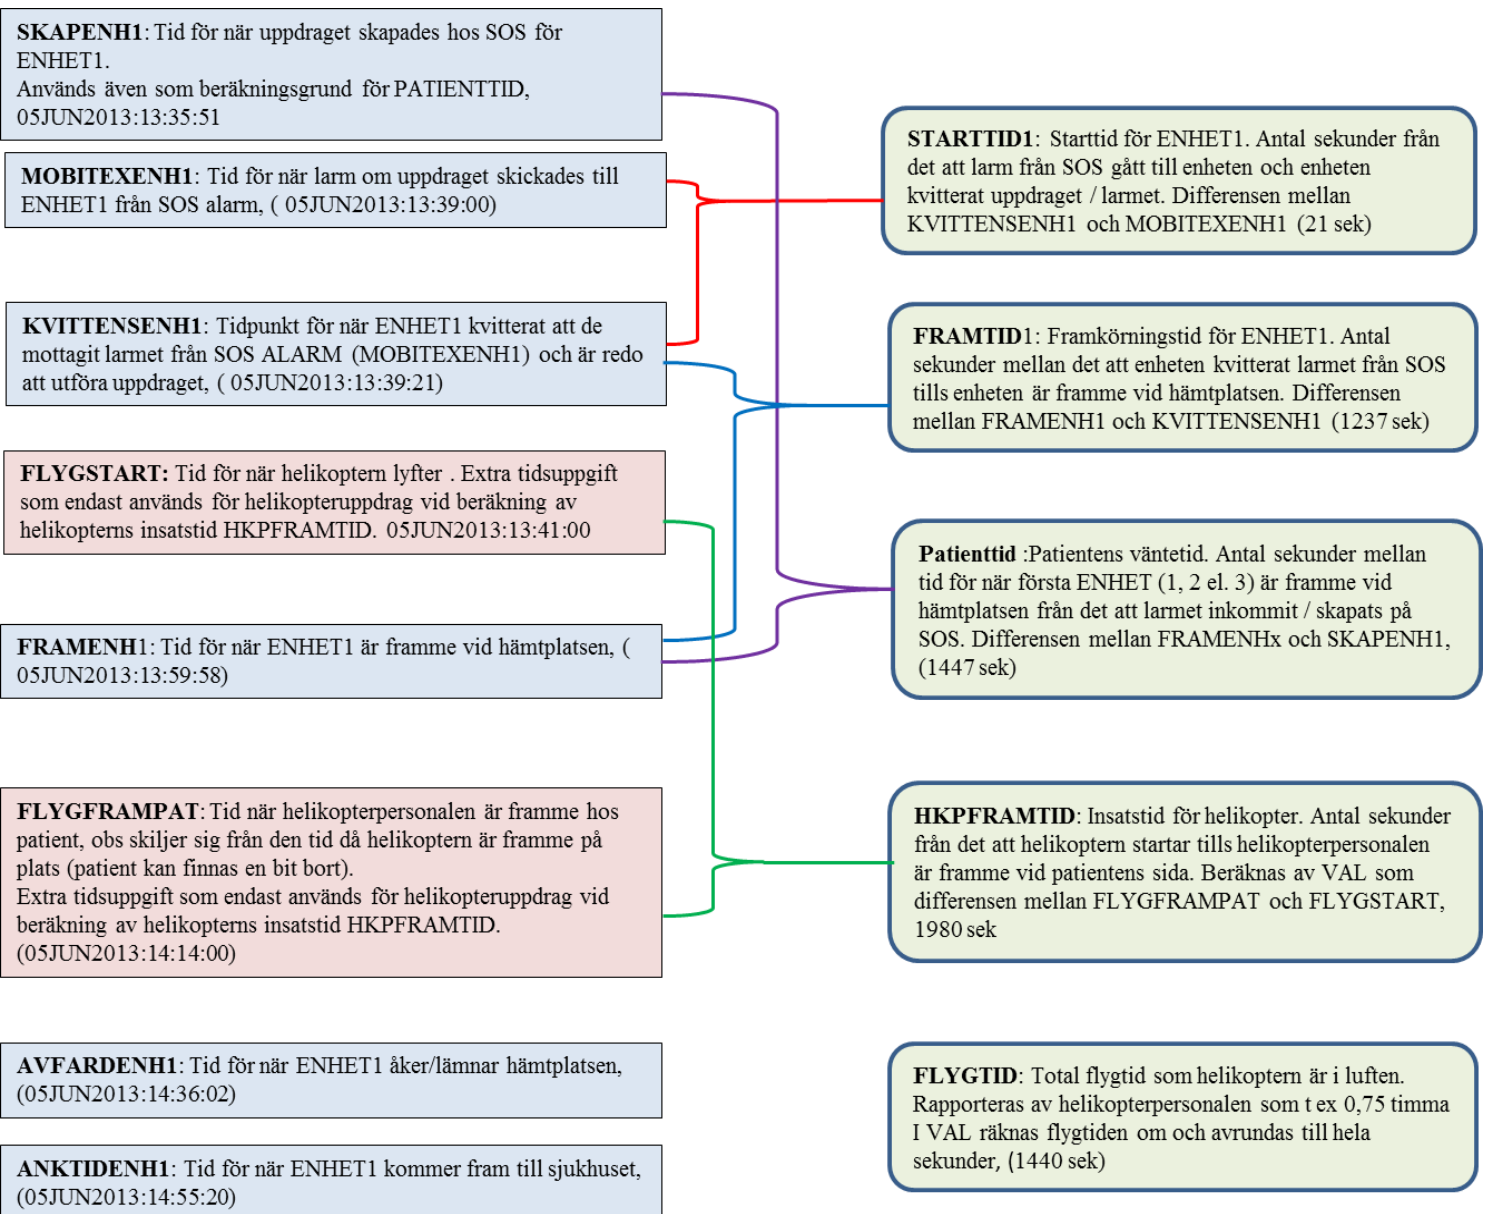 SKAPENH1: Tid för när uppdraget skapades hos SOS för
ENHET1.
Används även som beräkningsgrund för PATIENTTID,
05JUN2013:13:35:51
MOBITEXENH1: Tid för när larm om uppdraget skickades till
ENHET1 från SOS alarm, ( 05JUN2013:13:39:00)
KVITTENSENH1: Tidpunkt för när ENHET1 kvitterat att de
mottagit larmet från SOS ALARM (MOBITEXENH1) och är redo
att utföra uppdraget, ( 05JUN2013:13:39:21)
FLYGSTART: Tid för när helikoptern lyfter . Extra tidsuppgift
som endast används för helikopteruppdrag vid beräkning av
helikopterns insatstid HKPFRAMTID. 05JUN2013:13:41:00
FRAMENH1: Tid för när ENHET1 är framme vid hämtplatsen, (
05JUN2013:13:59:58)
FLYGFRAMPAT: Tid när helikopterpersonalen är framme hos
patient, obs skiljer sig från den tid då helikoptern är framme på
plats (patient kan finnas en bit bort).
Extra tidsuppgift som endast används för helikopteruppdrag vid
beräkning av helikopterns insatstid HKPFRAMTID.
(05JUN2013:14:14:00)
AVFARDENH1: Tid för när ENHET1 åker/lämnar hämtplatsen,
(05JUN2013:14:36:02)
ANKTIDENH1: Tid för när ENHET1 kommer fram till sjukhuset,
(05JUN2013:14:55:20)
STARTTID1: Starttid för ENHET1. Antal sekunder från
det att larm från SOS gått till enheten och enheten
kvitterat uppdraget / larmet. Differensen mellan
KVITTENSENH1 och MOBITEXENH1 (21 sek)
FRAMTID1: Framkörningstid för ENHET1. Antal
sekunder mellan det att enheten kvitterat larmet från SOS
tills enheten är framme vid hämtplatsen. Differensen
mellan FRAMENH1 och KVITTENSENH1 (1237 sek)
Patienttid :Patientens väntetid. Antal sekunder mellan
tid för när första ENHET (1, 2 el. 3) är framme vid
hämtplatsen från det att larmet inkommit / skapats på
SOS. Differensen mellan FRAMENHx och SKAPENH1,
(1447 sek)
HKPFRAMTID: Insatstid för helikopter. Antal sekunder
från det att helikoptern startar tills helikopterpersonalen
är framme vid patientens sida. Beräknas av VAL som
differensen mellan FLYGFRAMPAT och FLYGSTART,
1980 sek
FLYGTID: Total flygtid som helikoptern är i luften.
Rapporteras av helikopterpersonalen som t ex 0,75 timma
I VAL räknas flygtiden om och avrundas till hela
sekunder, (1440 sek)